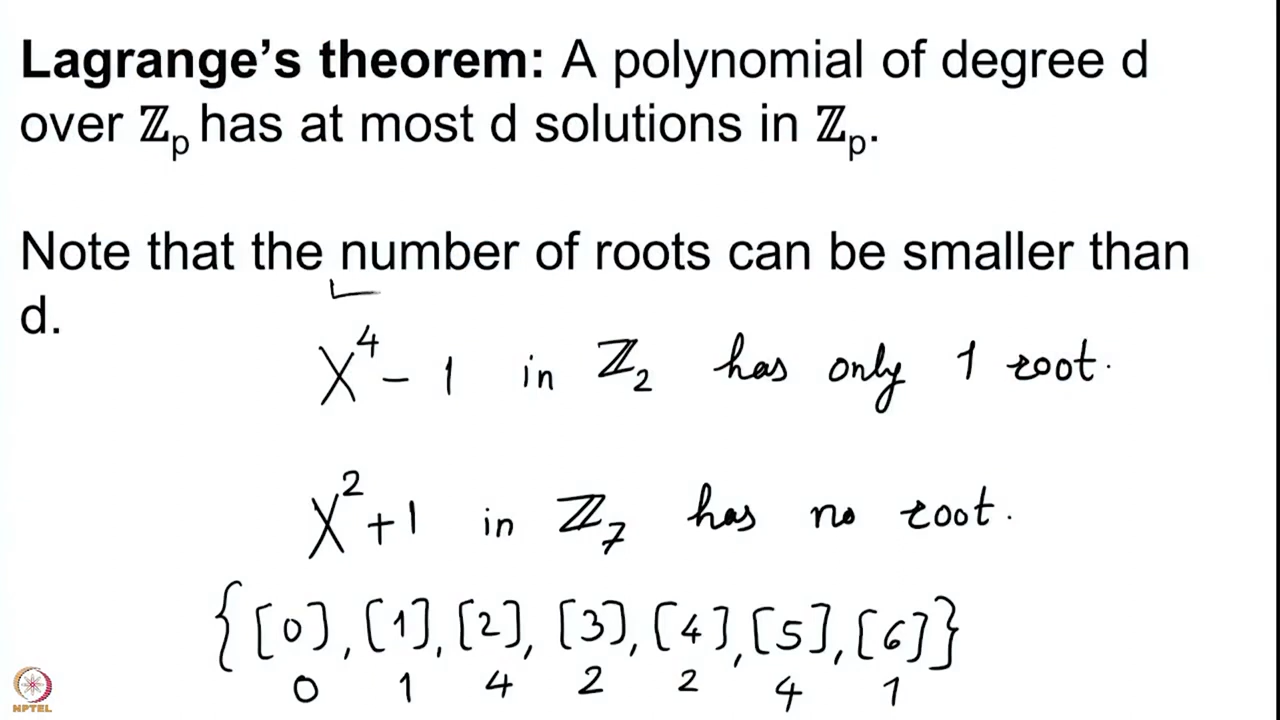 Lagrange's theorem: A polynomial of degree d
over ℤₚ has at most d solutions in ℤₚ.
Note that the number of roots can be smaller than
d.
X⁴ - 1 in ℤ₂ has only 1 root.
X² + 1 in ℤ₇ has no root.
{[0], [1], [2], [3], [4], [5], [6]}
0 1 4 2 2 4 1
NPTEL